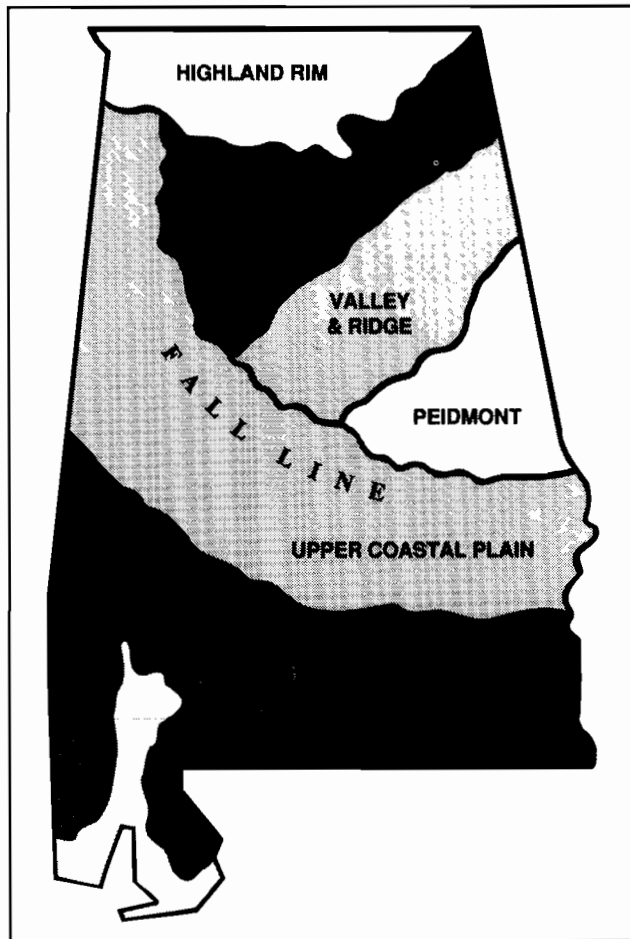 HIGHLAND RIM
VALLEY
& RIDGE
FALL LINE
PEIDMONT
UPPER COASTAL PLAIN